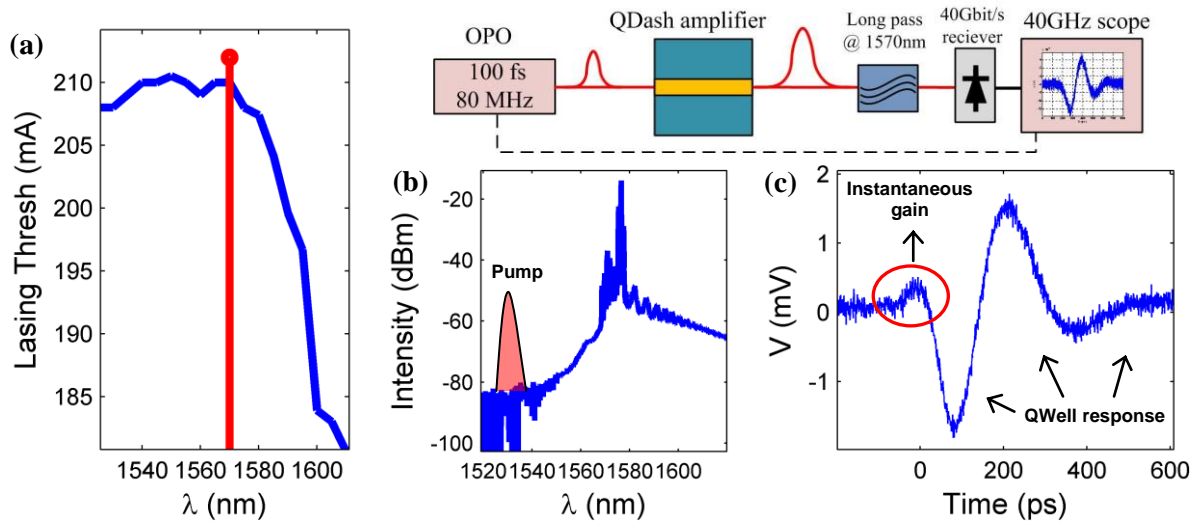 (a)
Lasing Thresh (mA)
210
205
200
195
190
185
1540
1560
1580
1600
λ (nm)
OPO
100 fs
80 MHz
QDash amplifier
Long pass
@ 1570nm
40Gbit/s
reciever
40GHz scope
(b)
Intensity (dBm)
-20
-40
-60
-80
-100
Pump
1520
1540
1560
1580
1600
λ (nm)
(c)
V (mV)
2
1
0
-1
Instantaneous
gain
QWell response
0
200
400
600
Time (ps)